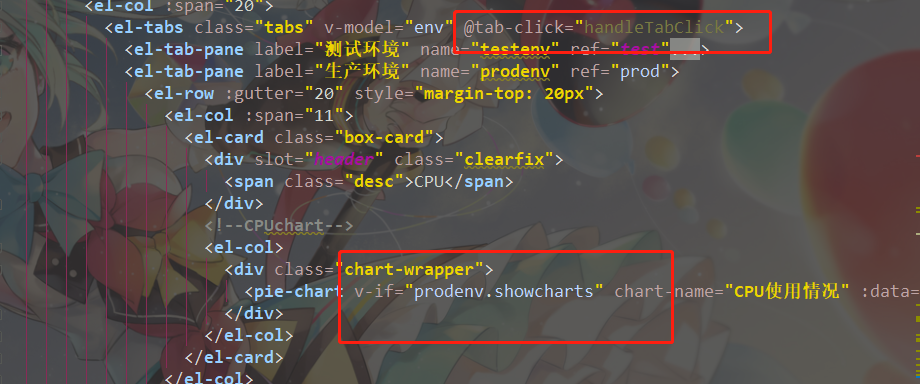 <el-col :span="20">
<el-tabs class="tabs" v-model="env" @tab-click="handleTabClick">
<el-tab-pane label="测试环境" name="testenv" ref="test"...>
<el-tab-pane label="生产环境" name="prodenv" ref="prod">
<el-row :gutter="20" style="margin-top: 20px">
<el-col :span="11">
<el-card class="box-card">
<div slot="header" class="clearfix">
<span class="desc">CPU</span>
</div>
<!--CPUchart-->
<el-col>
<div class="chart-wrapper">
<pie-chart v-if="prodenv.showcharts" chart-name="CPU使用情况" :data=
</div>
</el-col>
</el-card>
</el-col>